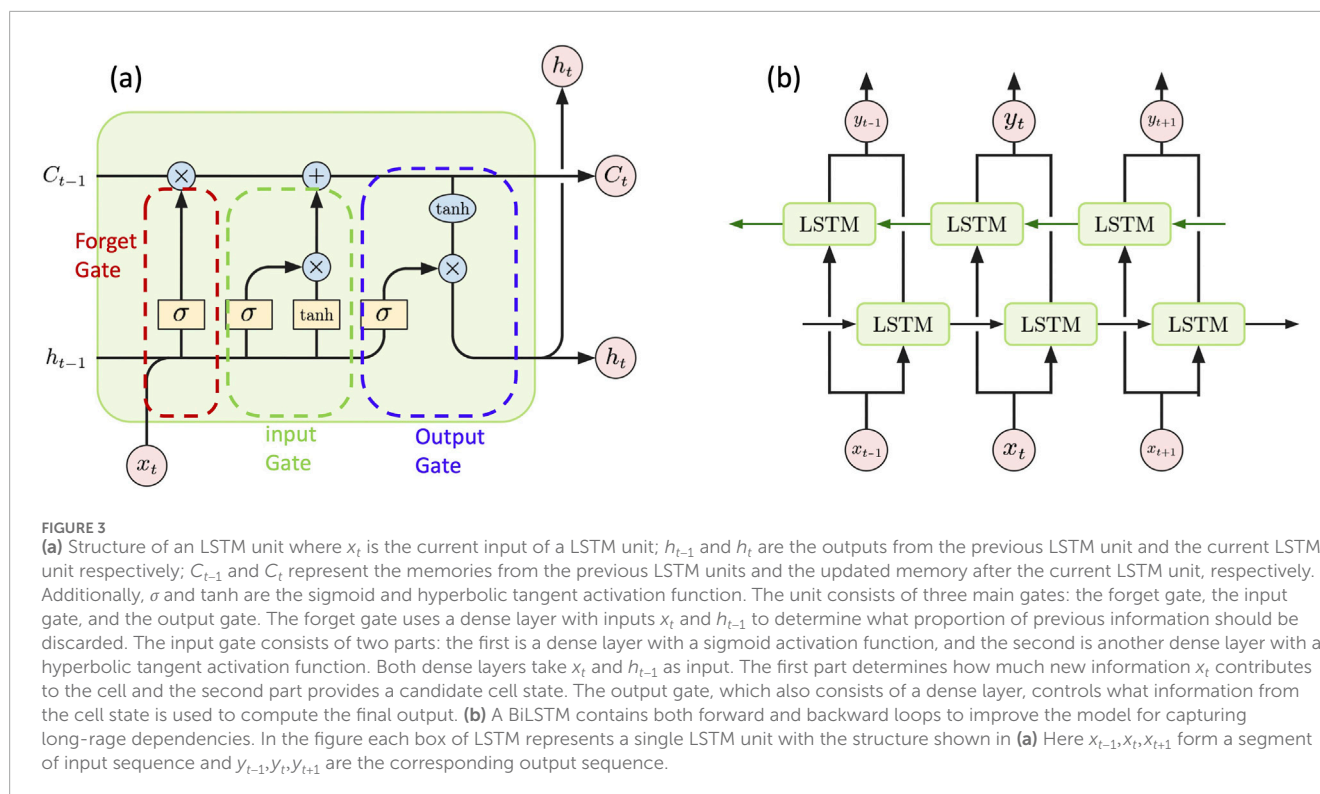 (a)
h_t
C_{t-1}
×
+
C_t
tanh
Forget
Gate
×
×
σ
σ
tanh
σ
h_{t-1}
h_t
input
Gate
Output
Gate
x_t
(b)
y_{t-1}
y_t
y_{t+1}
LSTM
LSTM
LSTM
LSTM
LSTM
LSTM
x_{t-1}
x_t
x_{t+1}
FIGURE 3
(a) Structure of an LSTM unit where x_t is the current input of a LSTM unit; h_{t−1} and h_t are the outputs from the previous LSTM unit and the current LSTM
unit respectively; C_{t−1} and C_t represent the memories from the previous LSTM units and the updated memory after the current LSTM unit, respectively.
Additionally, σ and tanh are the sigmoid and hyperbolic tangent activation function. The unit consists of three main gates: the forget gate, the input
gate, and the output gate. The forget gate uses a dense layer with inputs x_t and h_{t−1} to determine what proportion of previous information should be
discarded. The input gate consists of two parts: the first is a dense layer with a sigmoid activation function, and the second is another dense layer with a
hyperbolic tangent activation function. Both dense layers take x_t and h_{t−1} as input. The first part determines how much new information x_t contributes
to the cell and the second part provides a candidate cell state. The output gate, which also consists of a dense layer, controls what information from
the cell state is used to compute the final output. (b) A BiLSTM contains both forward and backward loops to improve the model for capturing
long-rage dependencies. In the figure each box of LSTM represents a single LSTM unit with the structure shown in (a) Here x_{t−1},x_t,x_{t+1} form a segment
of input sequence and y_{t−1},y_t,y_{t+1} are the corresponding output sequence.